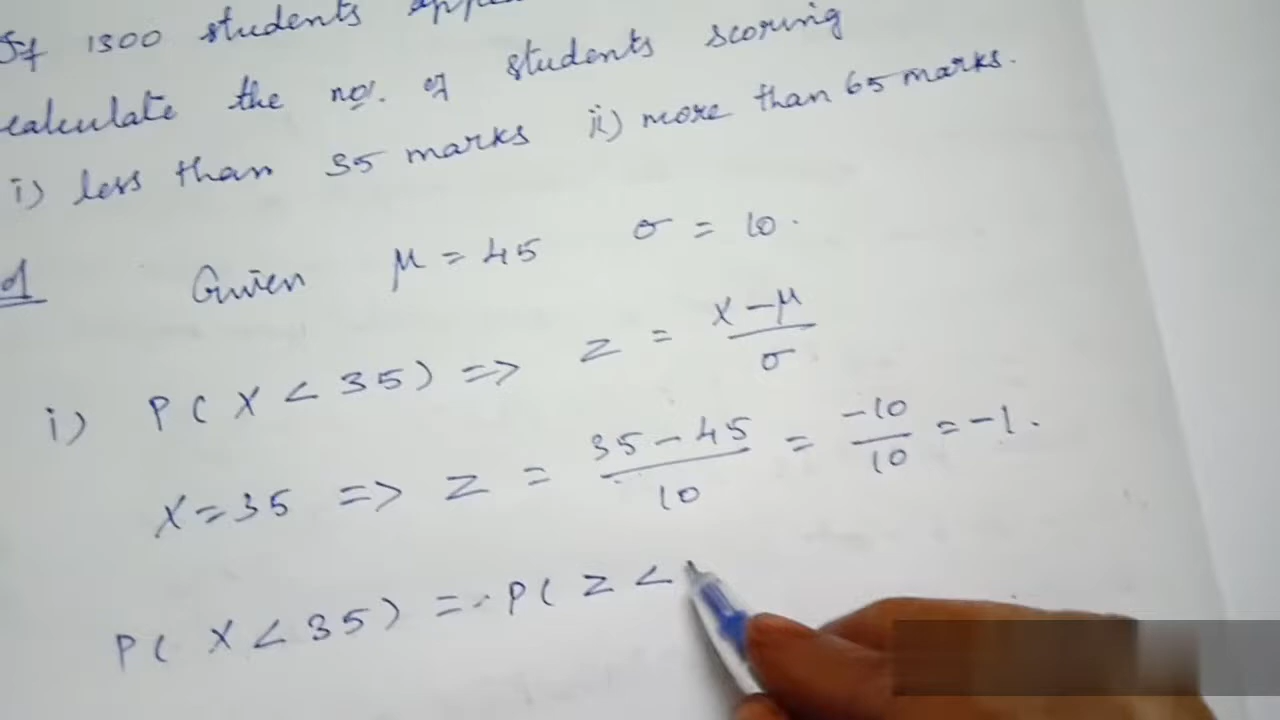 If 1300 students
calculate the no. of students scoring
i) less than 35 marks ii) more than 65 marks.
Given μ = 45 σ = 10.
i) P( X < 35) => Z = X-μ / σ
X=35 => Z = 35-45 / 10 = -10 / 10 = -1.
P( X < 35) = P( Z <